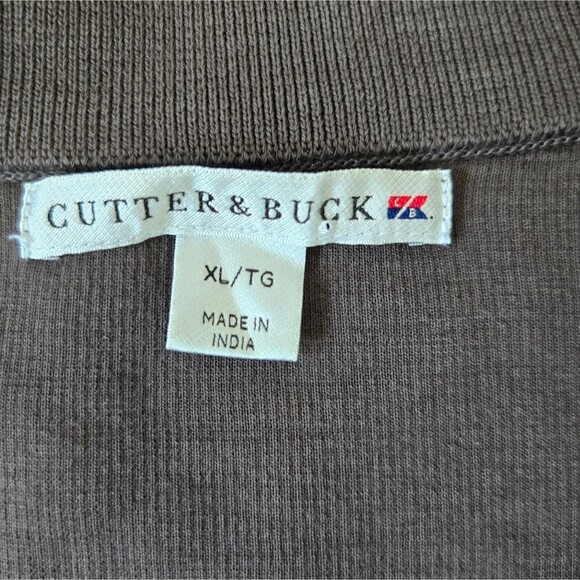 CUTTER & BUCK C/B
XL/TG
MADE IN
INDIA